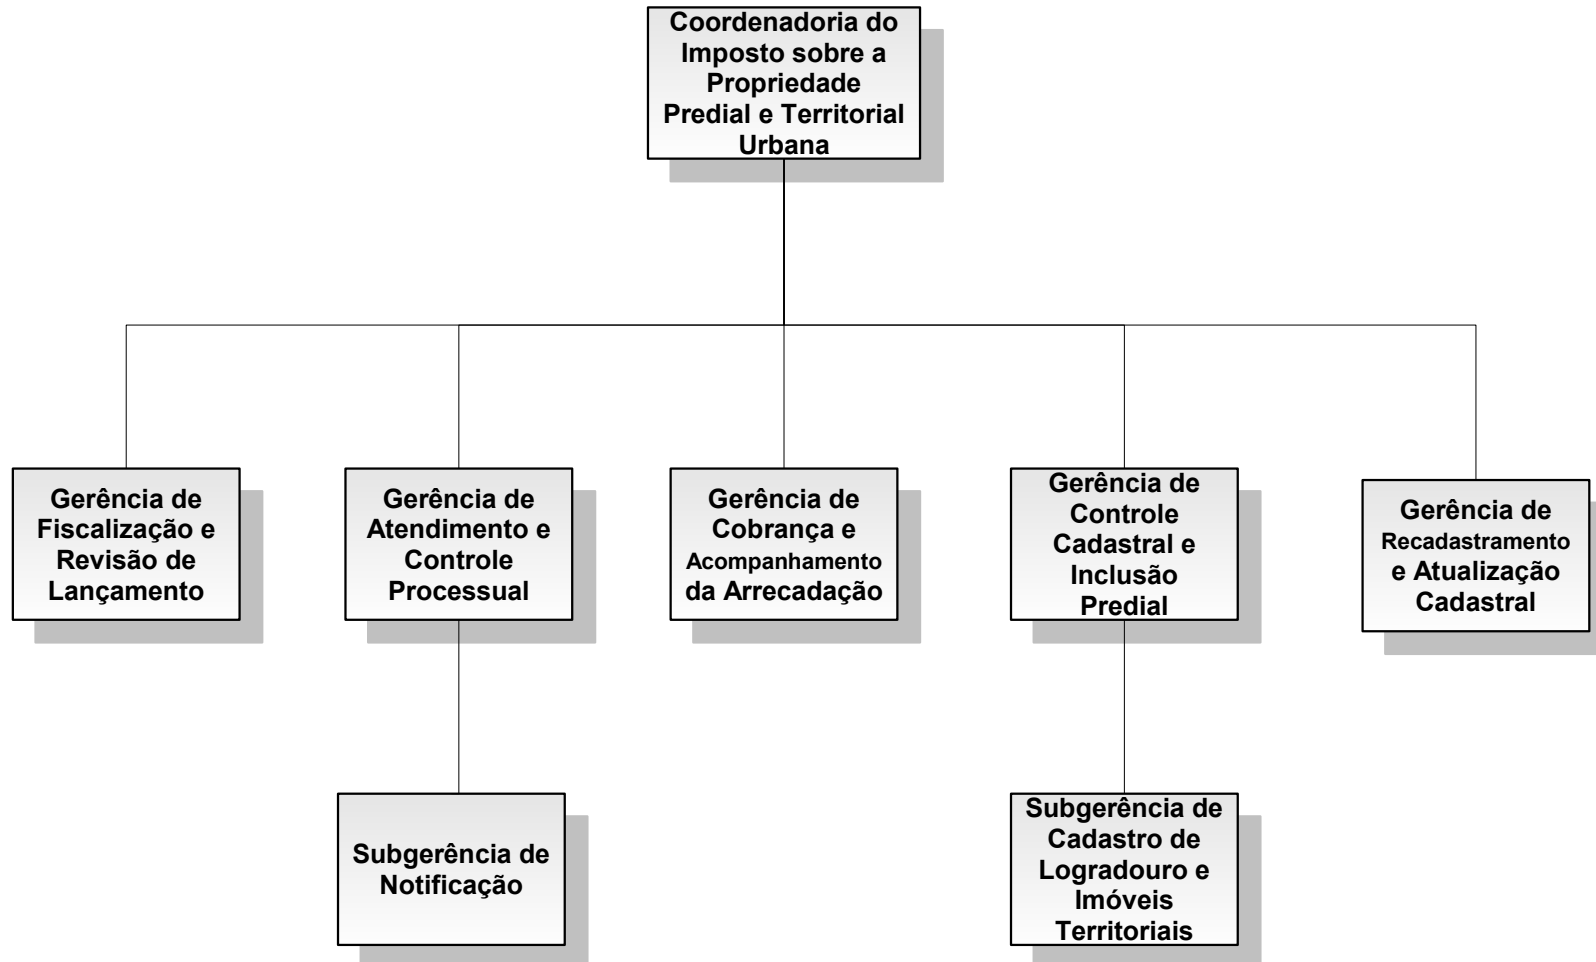 Coordenadoria do
Imposto sobre a
Propriedade
Predial e Territorial
Urbana
Gerência de
Fiscalização e
Revisão de
Lançamento
Gerência de
Atendimento e
Controle
Processual
Gerência de
Cobrança e
Acompanhamento
da Arrecadação
Gerência de
Controle
Cadastral e
Inclusão
Predial
Gerência de
Recadastramento
e Atualização
Cadastral
Subgerência de
Notificação
Subgerência de
Cadastro de
Logradouro e
Imóveis
Territoriais